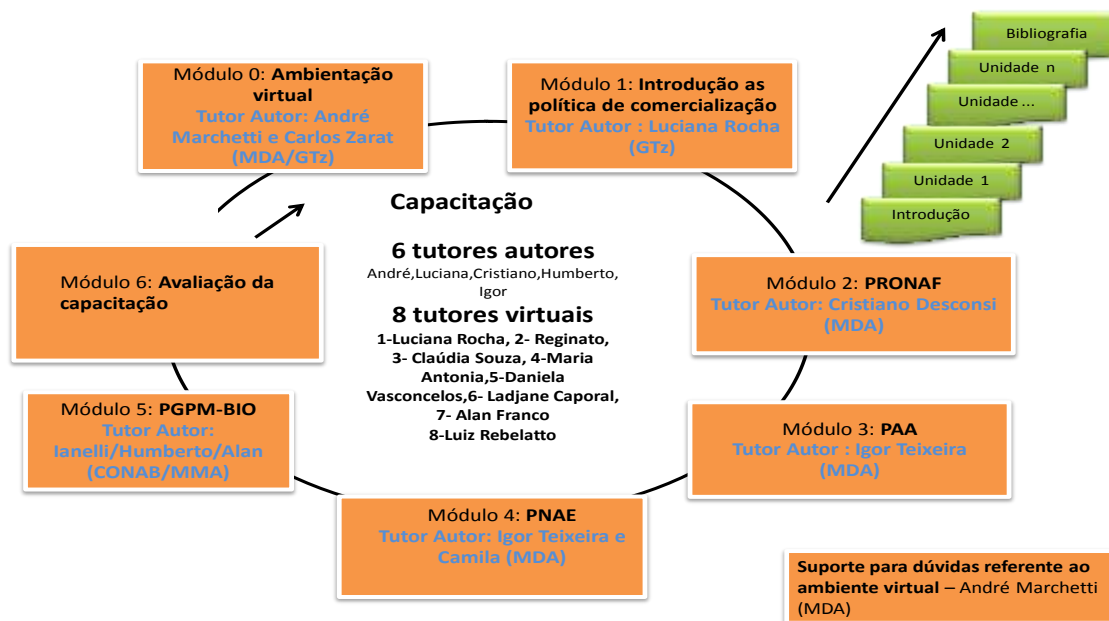 Módulo 0: Ambientação
virtual
Tutor Autor: André
Marchetti e Carlos Zarat
(MDA/GTz)
Módulo 1: Introdução as
política de comercialização
Tutor Autor : Luciana Rocha
(GTz)
Bibliografia
Unidade n
Unidade ...
Unidade 2
Unidade 1
Introdução
Capacitação
6 tutores autores
André,Luciana,Cristiano,Humberto,
Igor
8 tutores virtuais
1-Luciana Rocha, 2- Reginato,
3- Claúdia Souza, 4-Maria
Antonia,5-Daniela
Vasconcelos,6- Ladjane Caporal,
7- Alan Franco
8-Luiz Rebelatto
Módulo 2: PRONAF
Tutor Autor: Cristiano Desconsi
(MDA)
Módulo 3: PAA
Tutor Autor : Igor Teixeira
(MDA)
Módulo 4: PNAE
Tutor Autor: Igor Teixeira e
Camila (MDA)
Módulo 5: PGPM-BIO
Tutor Autor:
Ianelli/Humberto/Alan
(CONAB/MMA)
Módulo 6: Avaliação da
capacitação
Suporte para dúvidas referente ao
ambiente virtual – André Marchetti
(MDA)